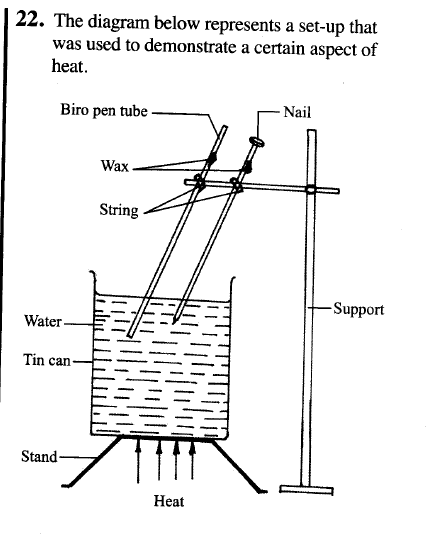 22. The diagram below represents a set-up that
was used to demonstrate a certain aspect of
heat.
Biro pen tube
Nail
Wax
String
Support
Water
Tin can
Stand
Heat